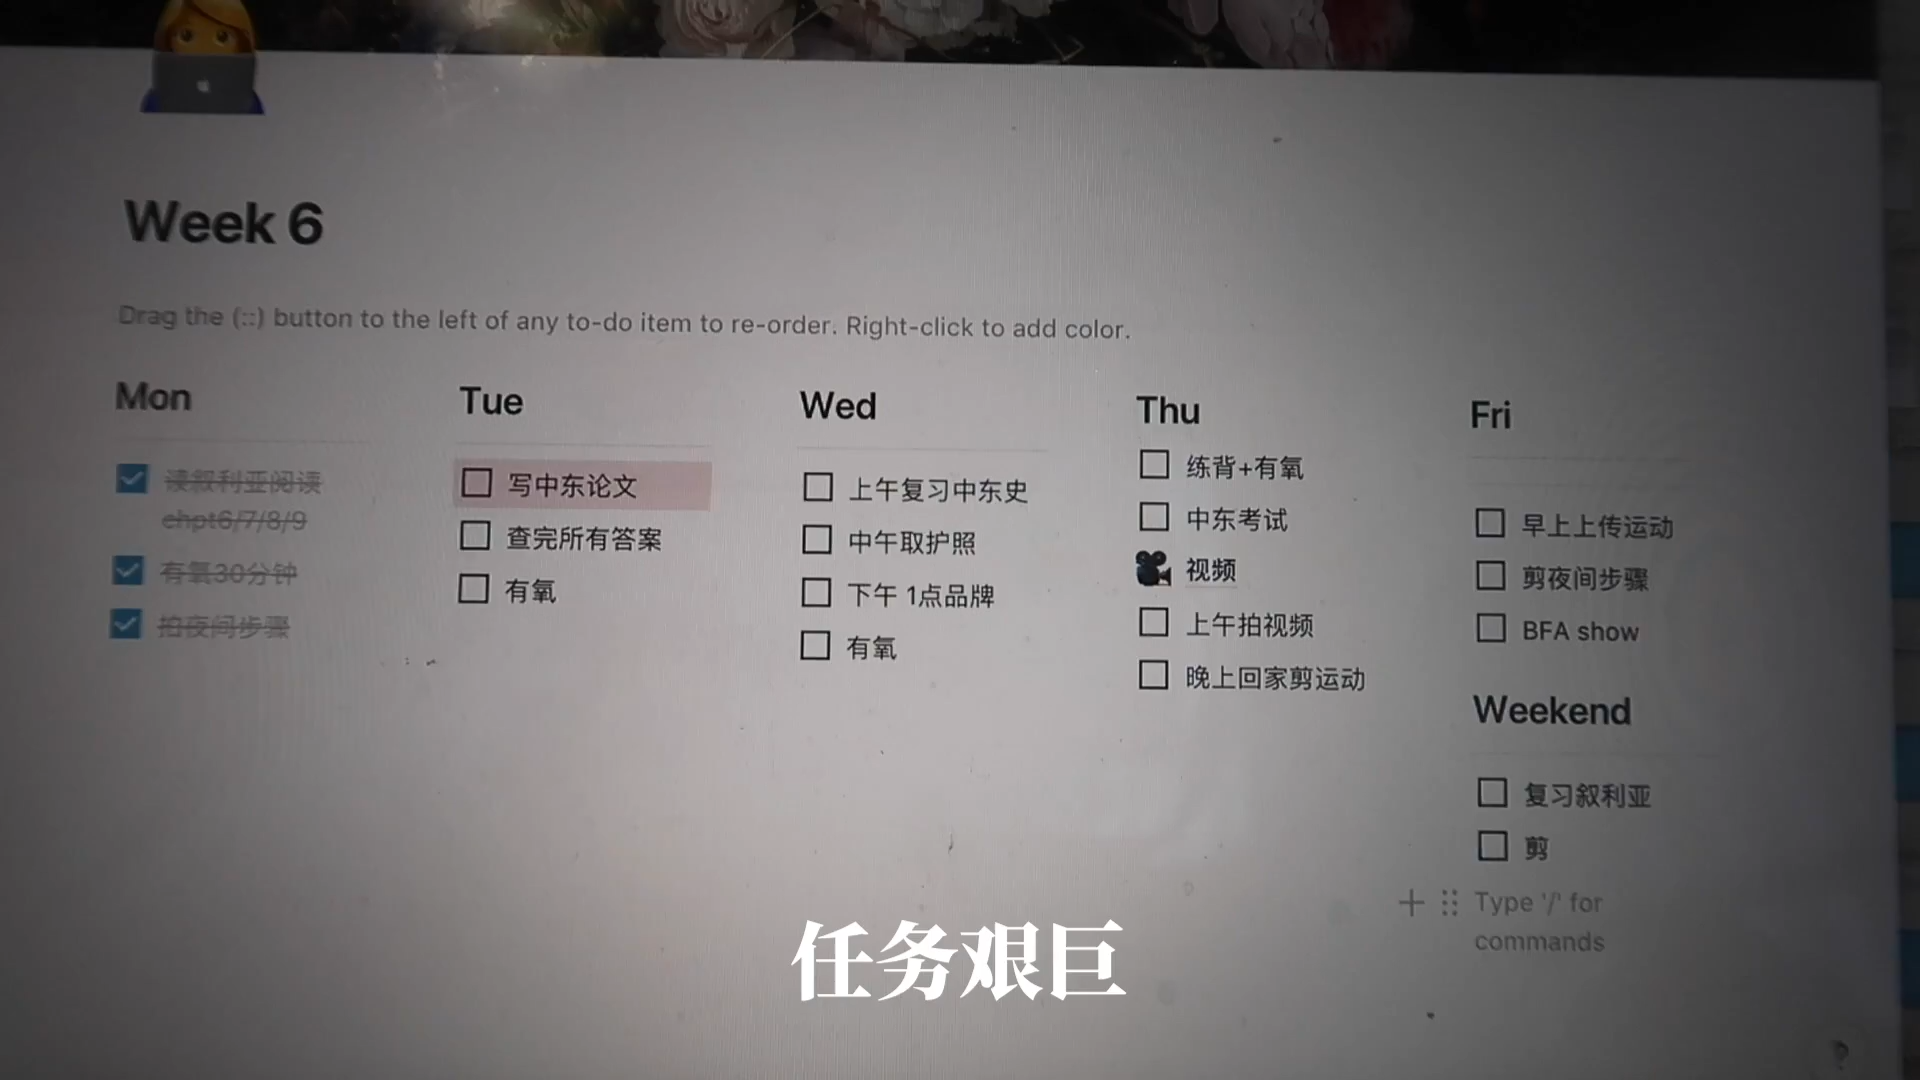 Week 6
Drag the (::) button to the left of any to-do item to re-order. Right-click to add color.
Mon
读叙利亚阅读
chpt6/7/8/9
有氧30分钟
拍夜间步骤
Tue
写中东论文
查完所有答案
有氧
Wed
上午复习中东史
中午取护照
下午 1点品牌
有氧
Thu
练背+有氧
中东考试
视频
上午拍视频
晚上回家剪运动
Fri
早上上传运动
剪夜间步骤
BFA show
Weekend
复习叙利亚
剪
Type '/' for
commands
任务艰巨